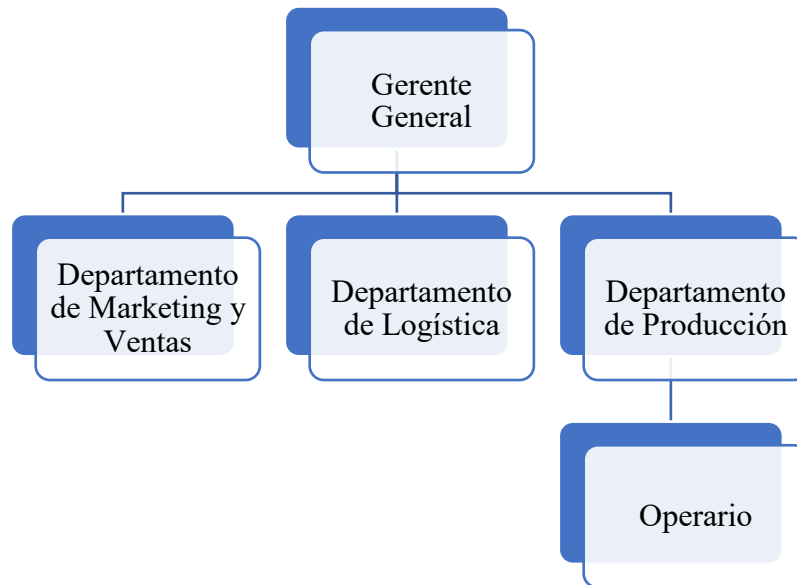 Gerente
General
Departamento
de Marketing y
Ventas
Departamento
de Logística
Departamento
de Producción
Operario